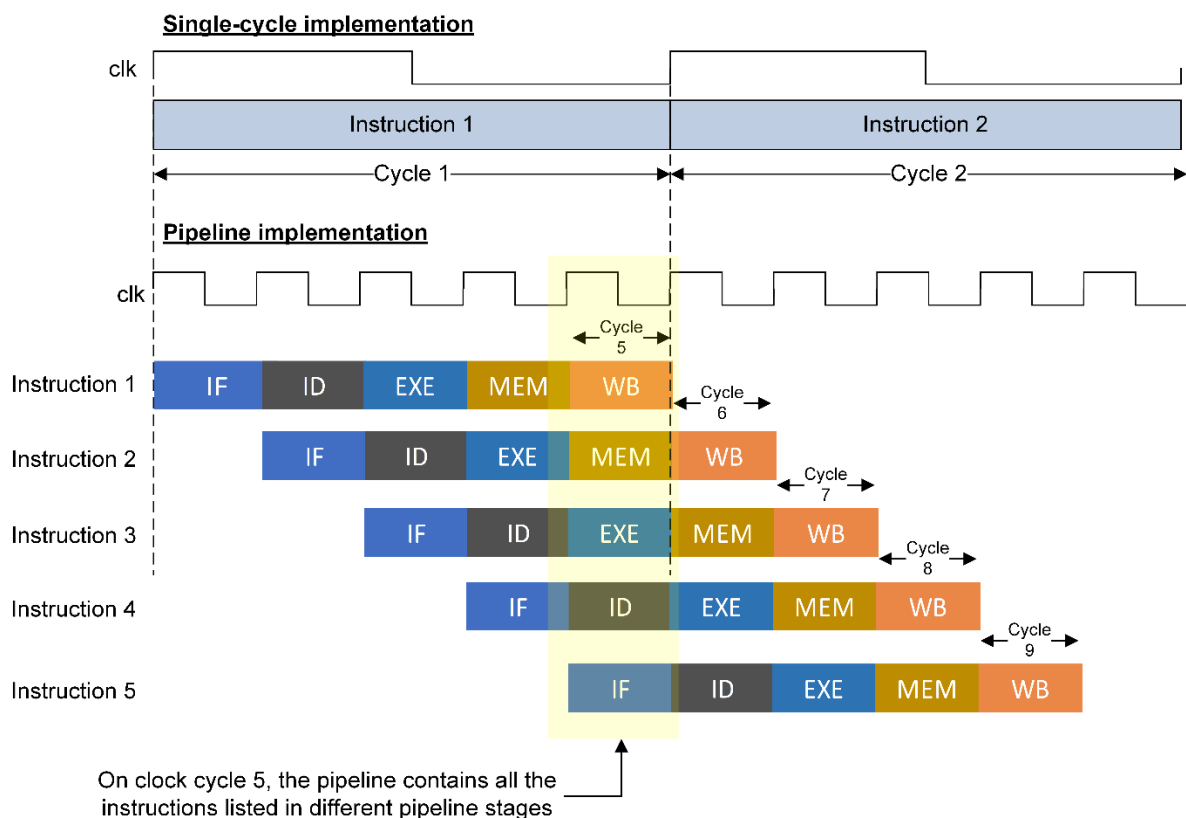 Single-cycle implementation
clk
Instruction 1
Instruction 2
Cycle 1
Cycle 2
Pipeline implementation
clk
Cycle
5
Instruction 1
IF
ID
EXE
MEM
WB
Cycle
6
Instruction 2
IF
ID
EXE
MEM
WB
Cycle
7
Instruction 3
IF
ID
EXE
MEM
WB
Cycle
8
Instruction 4
IF
ID
EXE
MEM
WB
Cycle
9
Instruction 5
IF
ID
EXE
MEM
WB
On clock cycle 5, the pipeline contains all the
instructions listed in different pipeline stages